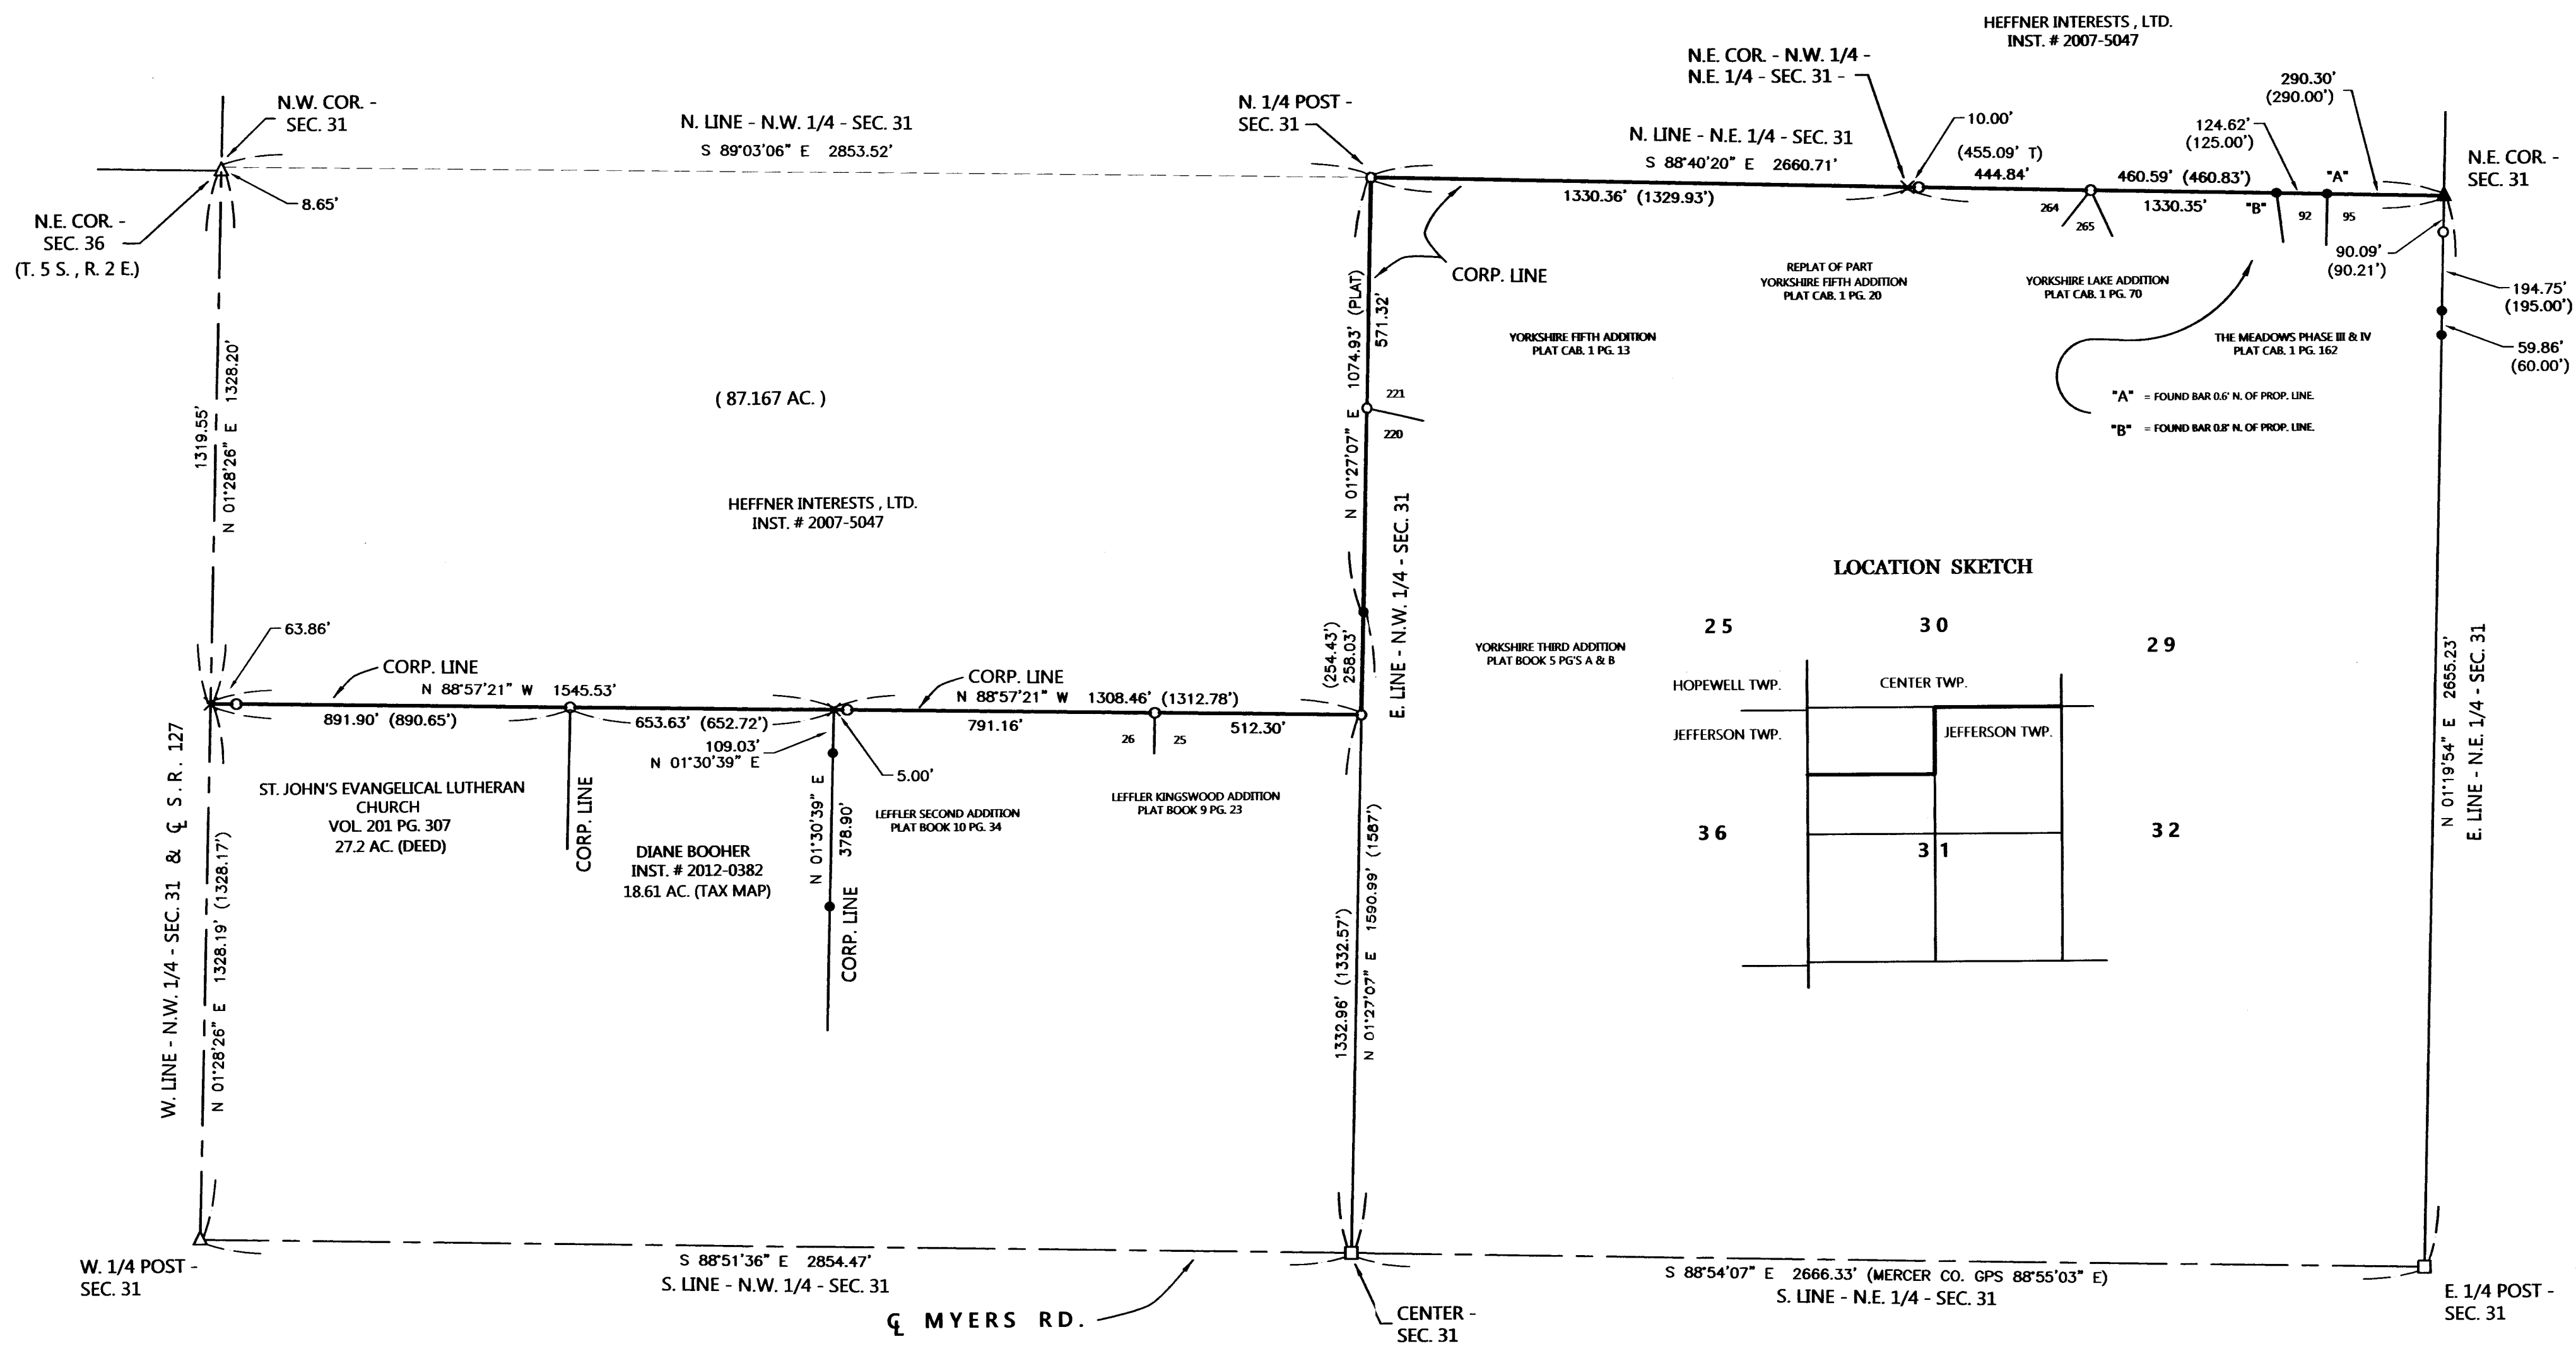 HEFFNER INTERESTS , LTD.
INST. # 2007-5047
N.E. COR. - N.W. 1/4 -
N.E. 1/4 - SEC. 31 -
290.30'
(290.00')
N.W. COR. -
SEC. 31
N. LINE - N.W. 1/4 - SEC. 31
S 89°03'06" E 2853.52'
N. 1/4 POST -
SEC. 31
N. LINE - N.E. 1/4 - SEC. 31
S 88°40'20" E 2660.71'
10.00'
(455.09' T)
444.84'
124.62'
(125.00')
460.59' (460.83')
"A"
N.E. COR. -
SEC. 31
8.65'
1330.36' (1329.93')
264
265
1330.35'
"B"
92
95
N.E. COR. -
SEC. 36
(T. 5 S. , R. 2 E.)
90.09'
(90.21')
CORP. LINE
REPLAT OF PART
YORKSHIRE FIFTH ADDITION
PLAT CAB. 1 PG. 20
YORKSHIRE LAKE ADDITION
PLAT CAB. 1 PG. 70
194.75'
(195.00')
YORKSHIRE FIFTH ADDITION
PLAT CAB. 1 PG. 13
THE MEADOWS PHASE III & IV
PLAT CAB. 1 PG. 162
59.86'
(60.00')
1319.55'
N 01°28'26" E 1328.20'
( 87.167 AC. )
N 01°27'07" E 1074.93' (PLAT)
571.32'
221
220
"A" = FOUND BAR 0.6' N. OF PROP. LINE.
"B" = FOUND BAR 0.8' N. OF PROP. LINE.
HEFFNER INTERESTS , LTD.
INST. # 2007-5047
E. LINE - N.W. 1/4 - SEC. 31
LOCATION SKETCH
25
30
29
HOPEWELL TWP.
CENTER TWP.
JEFFERSON TWP.
JEFFERSON TWP.
36
31
32
YORKSHIRE THIRD ADDITION
PLAT BOOK 5 PG'S A & B
(254.43')
258.03'
63.86'
CORP. LINE
N 88°57'21" W 1545.53'
891.90' (890.65')
653.63' (652.72')
CORP. LINE
N 88°57'21" W 1308.46' (1312.78')
791.16'
512.30'
26
25
109.03'
N 01°30'39" E
5.00'
W. LINE - N.W. 1/4 - SEC. 31 & ℄ S.R. 127
N 01°28'26" E 1328.19' (1328.17')
ST. JOHN'S EVANGELICAL LUTHERAN
CHURCH
VOL. 201 PG. 307
27.2 AC. (DEED)
CORP. LINE
DIANE BOOHER
INST. # 2012-0382
18.61 AC. (TAX MAP)
N 01°30'39" E
378.90'
CORP. LINE
LEFFLER SECOND ADDITION
PLAT BOOK 10 PG. 34
LEFFLER KINGSWOOD ADDITION
PLAT BOOK 9 PG. 23
1332.96' (1332.57')
N 01°27'07" E 1590.99' (1587')
N 01°19'54" E 2655.23'
E. LINE - N.E. 1/4 - SEC. 31
W. 1/4 POST -
SEC. 31
S 88°51'36" E 2854.47'
S. LINE - N.W. 1/4 - SEC. 31
℄ MYERS RD.
CENTER -
SEC. 31
S 88°54'07" E 2666.33' (MERCER CO. GPS 88°55'03" E)
S. LINE - N.E. 1/4 - SEC. 31
E. 1/4 POST -
SEC. 31